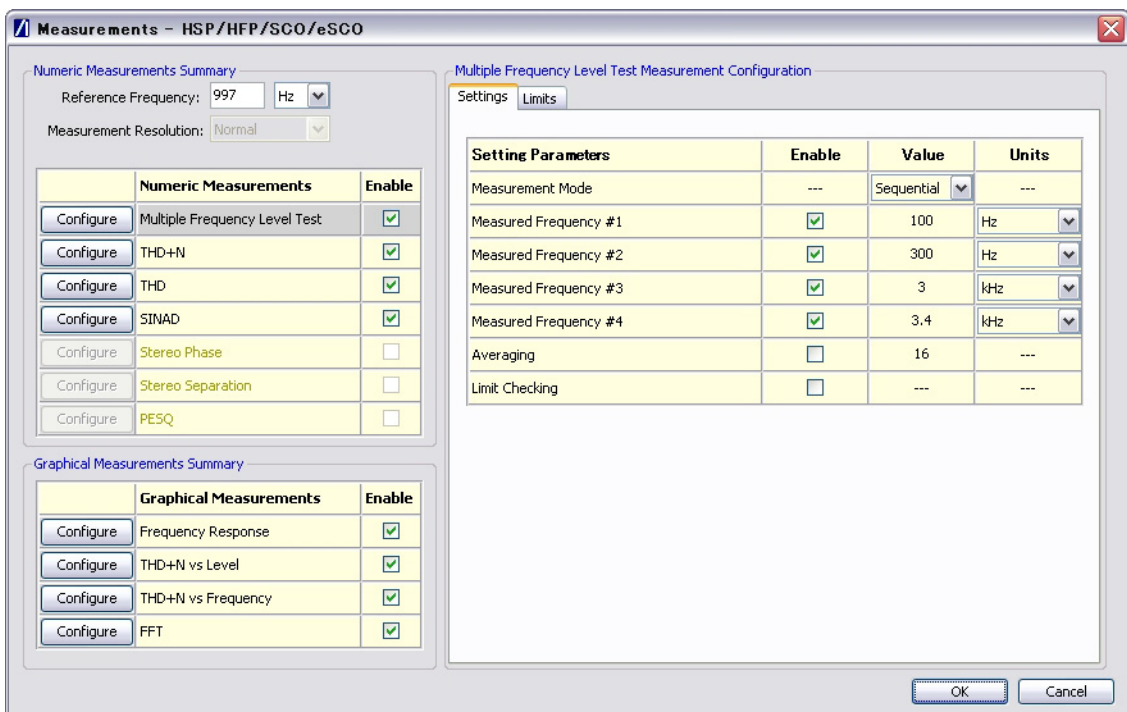 Measurements - HSP/HFP/SCO/eSCO
Numeric Measurements Summary
Reference Frequency: 997 Hz
Measurement Resolution: Normal
Numeric Measurements Enable
Configure Multiple Frequency Level Test
Configure THD+N
Configure THD
Configure SINAD
Configure Stereo Phase
Configure Stereo Separation
Configure PESQ
Graphical Measurements Summary
Graphical Measurements Enable
Configure Frequency Response
Configure THD+N vs Level
Configure THD+N vs Frequency
Configure FFT
Multiple Frequency Level Test Measurement Configuration
Settings Limits
Setting Parameters Enable Value Units
Measurement Mode --- Sequential ---
Measured Frequency #1 100 Hz
Measured Frequency #2 300 Hz
Measured Frequency #3 3 kHz
Measured Frequency #4 3.4 kHz
Averaging 16 ---
Limit Checking --- ---
OK Cancel